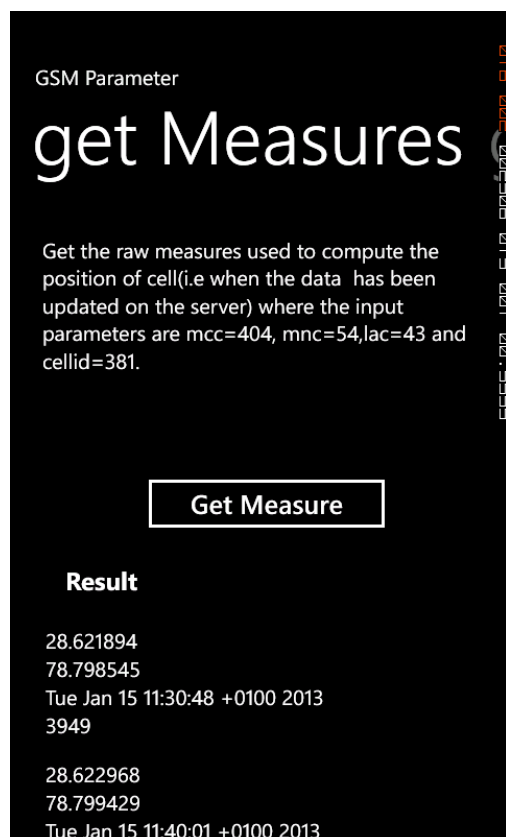 GSM Parameter
get Measures
Get the raw measures used to compute the
position of cell(i.e when the data  has been
updated on the server) where the input
parameters are mcc=404, mnc=54,lac=43 and
cellid=381.
Get Measure
Result
28.621894
78.798545
Tue Jan 15 11:30:48 +0100 2013
3949
28.622968
78.799429
Tue Jan 15 11:40:01 +0100 2013